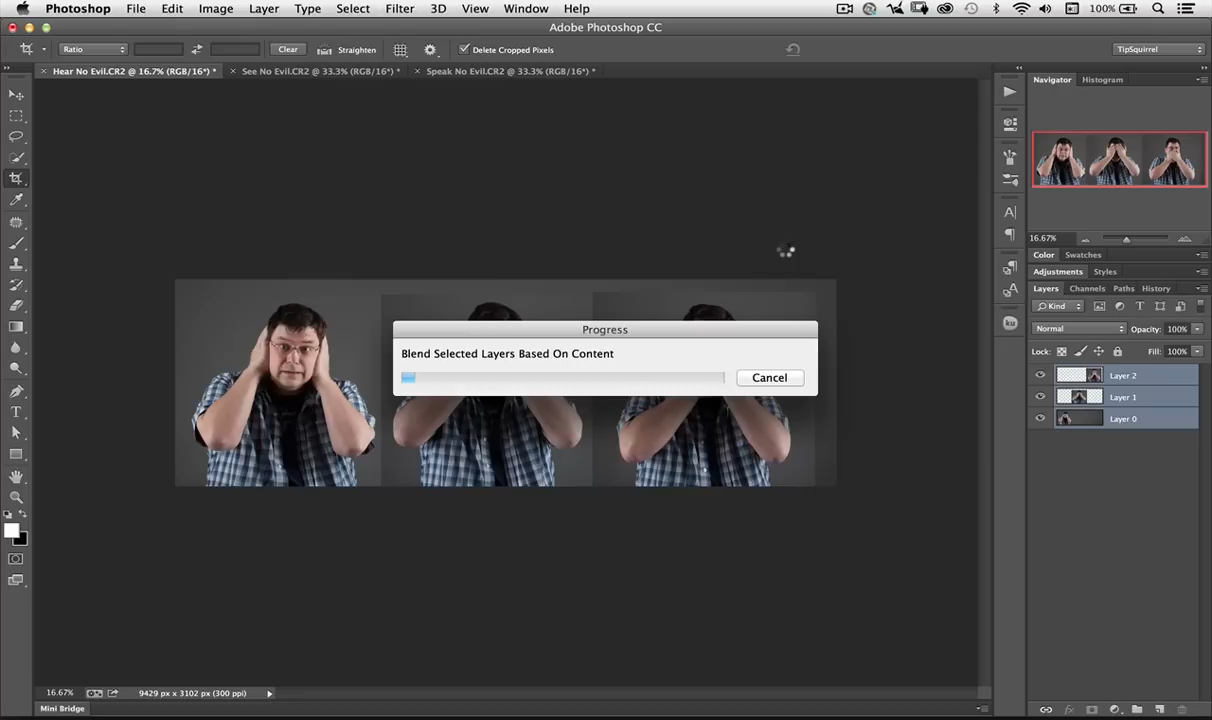 Photoshop File Edit Image Layer Type Select Filter 3D View Window Help 100%
Adobe Photoshop CC
Ratio Clear Straighten Delete Cropped Pixels TipSquirrel
Hear No Evil.CR2 @ 16.7% (RGB/16*) * See No Evil.CR2 @ 33.3% (RGB/16*) * Speak No Evil.CR2 @ 33.3% (RGB/16*) *
Navigator Histogram
16.67%
Color Swatches
Adjustments Styles
Layers Channels Paths History
Kind
Normal Opacity: 100%
Lock: Fill: 100%
Layer 2
Layer 1
Layer 0
Progress
Blend Selected Layers Based On Content
Cancel
16.67% 9429 px x 3102 px (300 ppi)
Mini Bridge